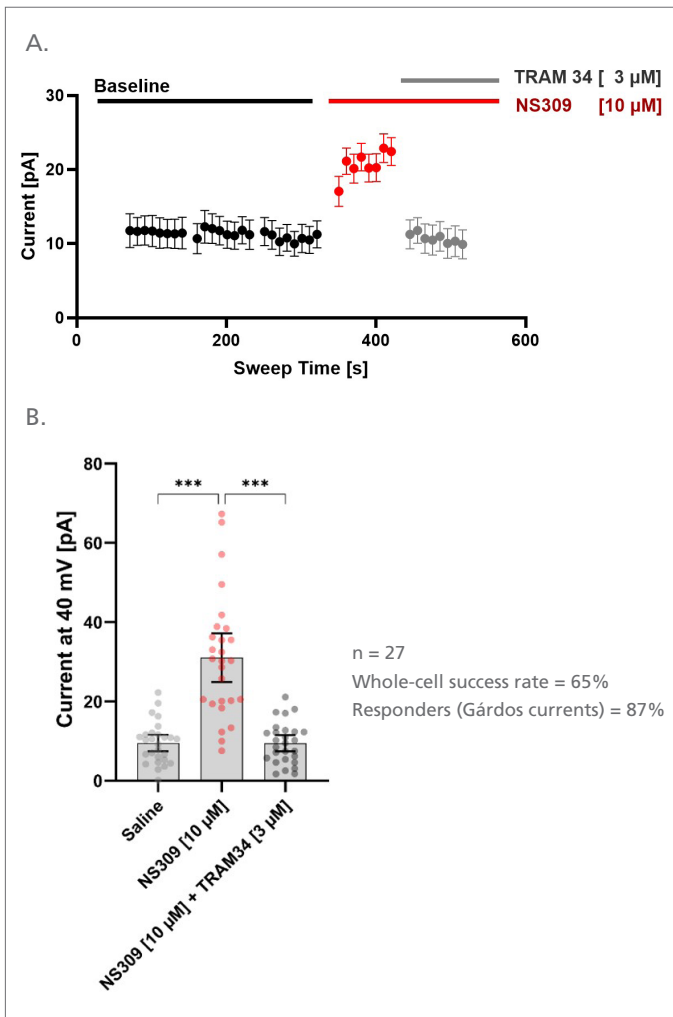 A.
TRAM 34 [ 3 µM]
Baseline
NS309 [10 µM]
30
20
10
0
Current [pA]
0 200 400 600
Sweep Time [s]
B.
80
60
40
20
0
Current at 40 mV [pA]
*** ***
n = 27
Whole-cell success rate = 65%
Responders (Gárdos currents) = 87%
Saline
NS309 [10 µM]
NS309 [10 µM] + TRAM34 [3 µM]